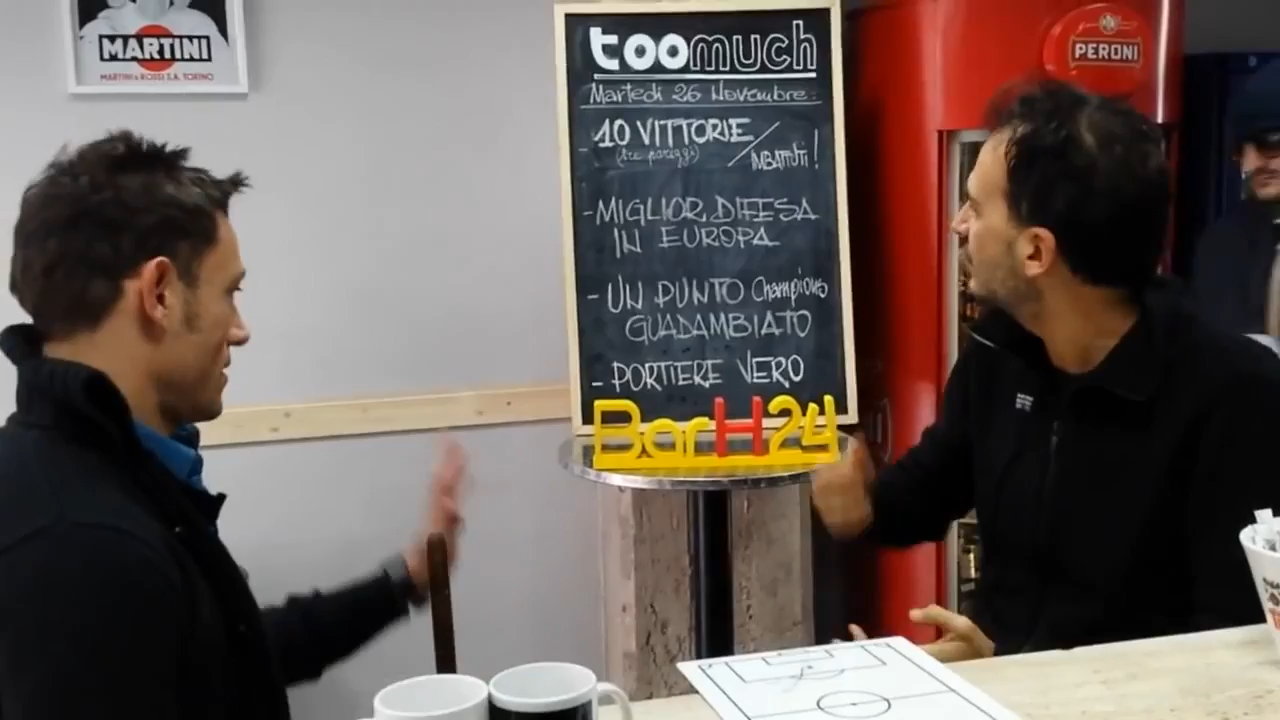 MARTINI
MARTINI & ROSSI S.A. TORINO
toomuch
Martedì 26 Novembre:
- 10 VITTORIE / IMBATTUTI!
(tre pareggi)
- MIGLIOR DIFESA
IN EUROPA
- UN PUNTO Champions
GUADAMBIATO
- PORTIERE VERO
BarH24
PERONI